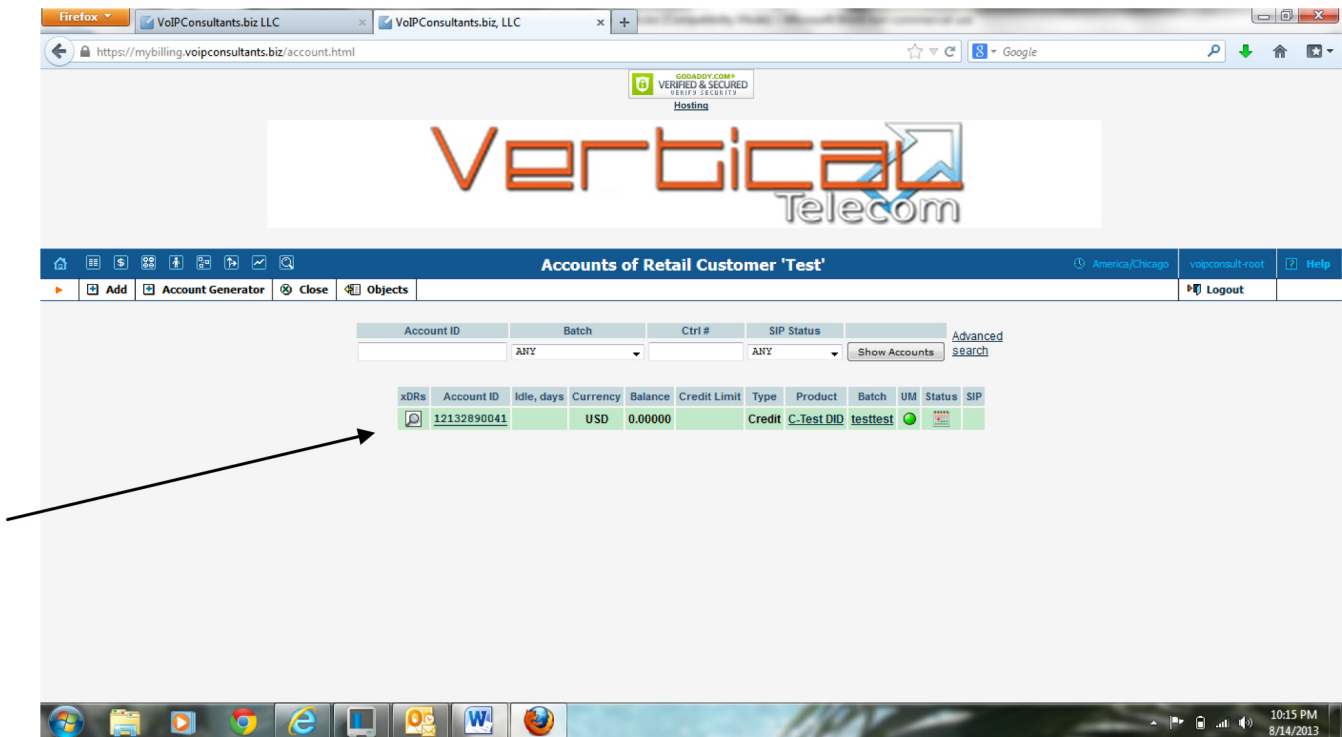 Firefox
VoIPConsultants.biz LLC
VoIPConsultants.biz, LLC
https://mybilling.voipconsultants.biz/account.html
Google
GODADDY.COM
VERIFIED & SECURED
VERIFY SECURITY
Hosting
Vertical
Telecom
Accounts of Retail Customer 'Test'
America/Chicago
voipconsult-root
Help
Add
Account Generator
Close
Objects
Logout
Account ID Batch Ctrl # SIP Status
ANY ANY Show Accounts
Advanced
search
xDRs Account ID Idle, days Currency Balance Credit Limit Type Product Batch UM Status SIP
12132890041 USD 0.00000 Credit C-Test DID testtest
10:15 PM
8/14/2013